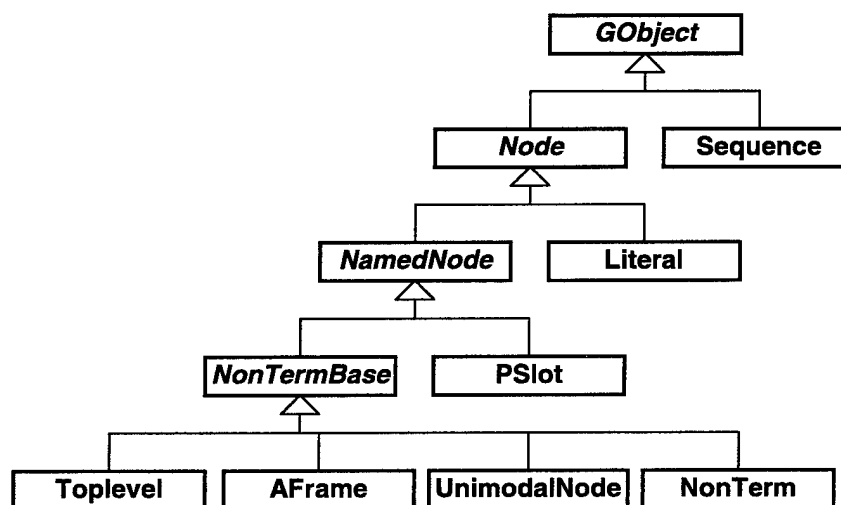 GObject
Node
Sequence
NamedNode
Literal
NonTermBase
PSlot
Toplevel
AFrame
UnimodalNode
NonTerm